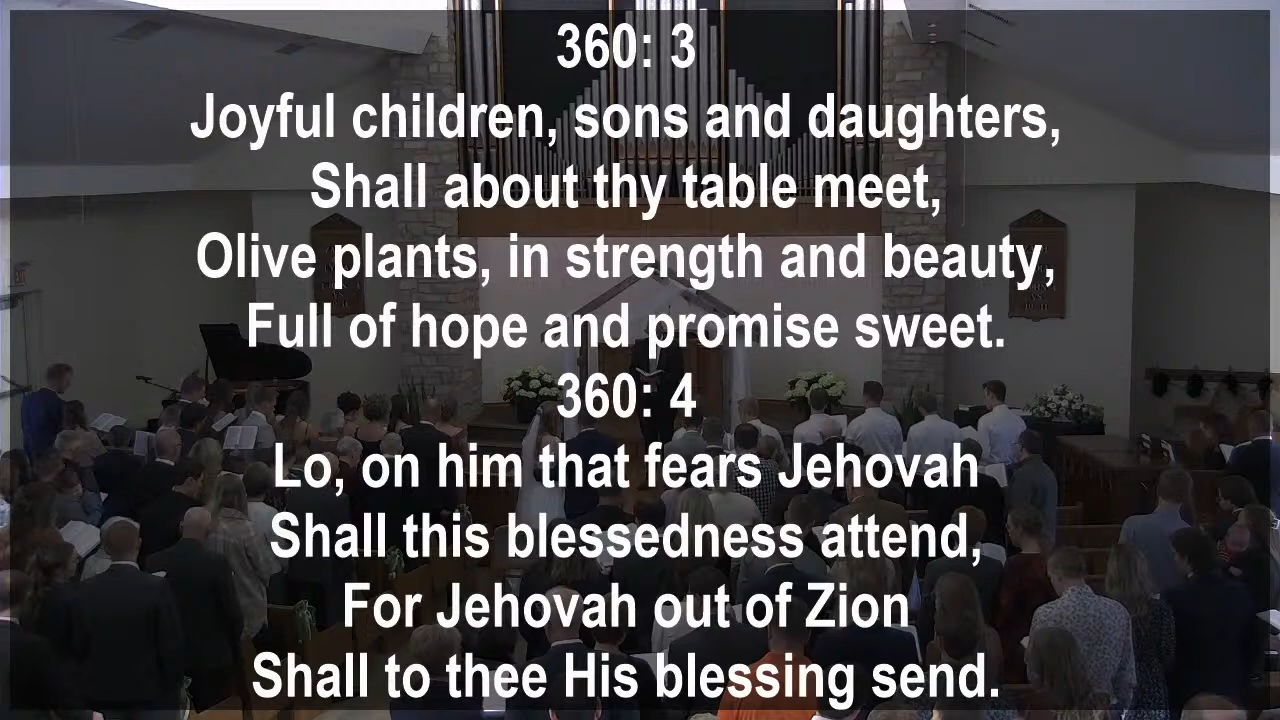 360: 3
Joyful children, sons and daughters,
Shall about thy table meet,
Olive plants, in strength and beauty,
Full of hope and promise sweet.
360: 4
Lo, on him that fears Jehovah
Shall this blessedness attend,
For Jehovah out of Zion
Shall to thee His blessing send.